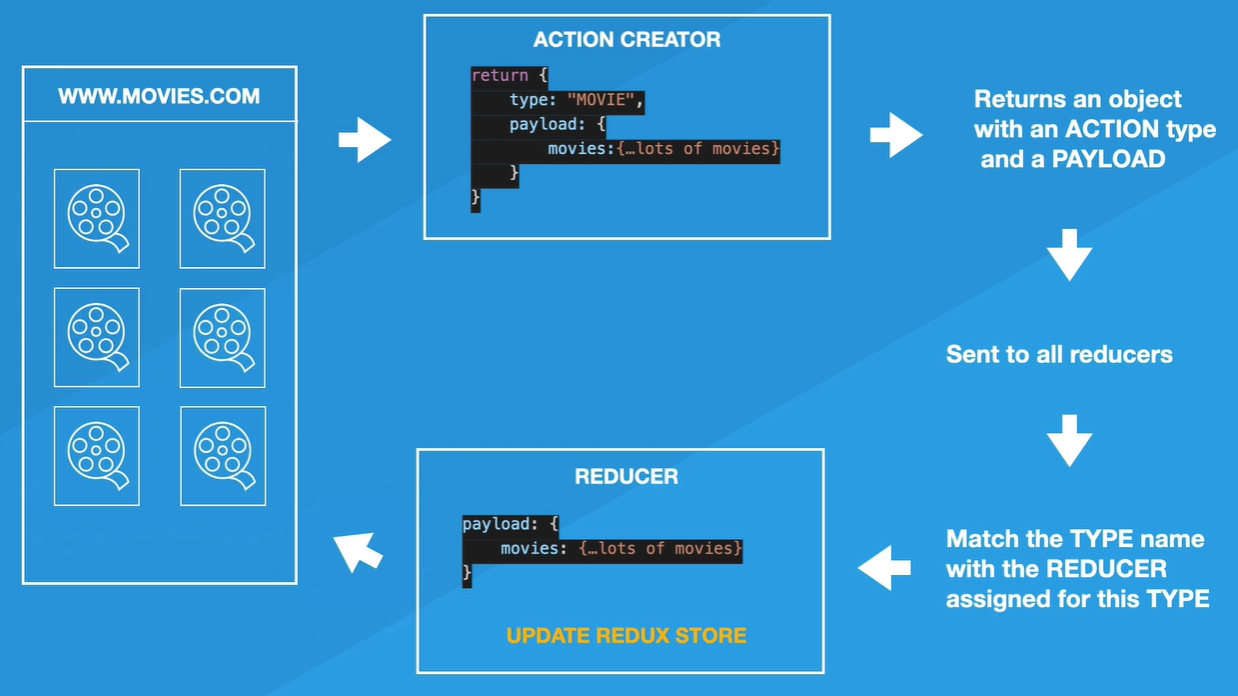 WWW.MOVIES.COM
ACTION CREATOR
return {
type: "MOVIE",
payload: {
movies:{…lots of movies}
}
}
Returns an object
with an ACTION type
and a PAYLOAD
Sent to all reducers
Match the TYPE name
with the REDUCER
assigned for this TYPE
REDUCER
payload: {
movies: {…lots of movies}
}
UPDATE REDUX STORE